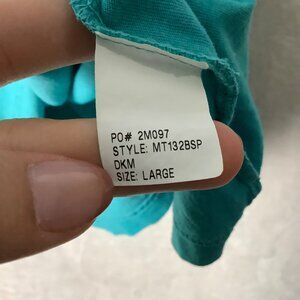 PO# 2M097
STYLE: MT132BSP
DKM
SIZE: LARGE